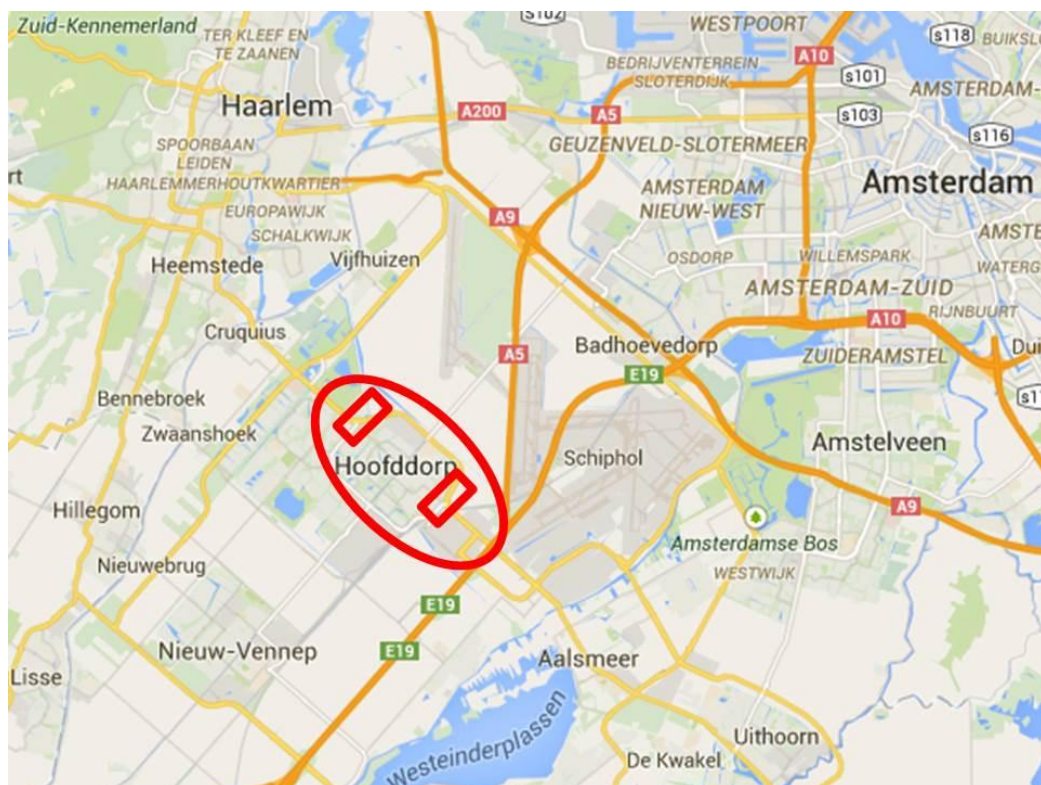 Zuid-Kennemerland
TER KLEEF EN
TE ZAANEN
S102
WESTPOORT
A10
s118
BEDRIJVENTERREIN
SLOTERDIJK
s101
AMSTERDAM-
Haarlem
A200
A5
s103
s116
SPOORBAAN
LEIDEN
GEUZENVELD-SLOTERMEER
HAARLEMMERHOUTKWARTIER
AMSTERDAM
NIEUW-WEST
Amsterdam
EUROPAWIJK
SCHALKWIJK
A9
Heemstede
Vijfhuizen
OSDORP
WILLEMSPARK
AMSTERDAM-ZUID
RIJNBUURT
Cruquius
A10
A5
Badhoevedorp
ZUIDERAMSTEL
E19
Bennebroek
Zwaanshoek
Amstelveen
Hoofddorp
Schiphol
Hillegom
A9
Amsterdamse Bos
Nieuwebrug
WESTWIJK
E19
E19
Nieuw-Vennep
Aalsmeer
Lisse
Westeinderplassen
Uithoorn
De Kwakel